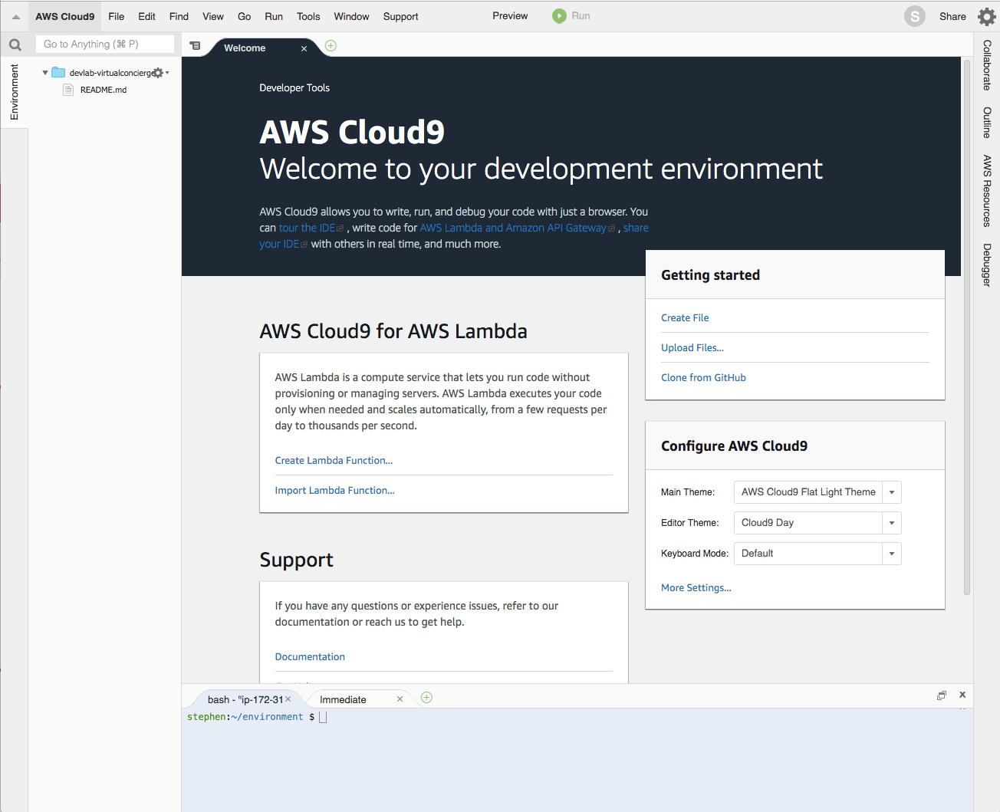 AWS Cloud9 File Edit Find View Go Run Tools Window Support Preview Run S Share
Go to Anything (⌘ P)
Welcome
Environment
devlab-virtualconcierge
README.md
Developer Tools
AWS Cloud9
Welcome to your development environment
AWS Cloud9 allows you to write, run, and debug your code with just a browser. You
can tour the IDE , write code for AWS Lambda and Amazon API Gateway , share
your IDE with others in real time, and much more.
Getting started
Create File
Upload Files...
Clone from GitHub
AWS Cloud9 for AWS Lambda
AWS Lambda is a compute service that lets you run code without
provisioning or managing servers. AWS Lambda executes your code
only when needed and scales automatically, from a few requests per
day to thousands per second.
Create Lambda Function...
Import Lambda Function...
Configure AWS Cloud9
Main Theme: AWS Cloud9 Flat Light Theme
Editor Theme: Cloud9 Day
Keyboard Mode: Default
More Settings...
Support
If you have any questions or experience issues, refer to our
documentation or reach us to get help.
Documentation
Collaborate
Outline
AWS Resources
Debugger
bash - "ip-172-31 Immediate
stephen:~/environment $